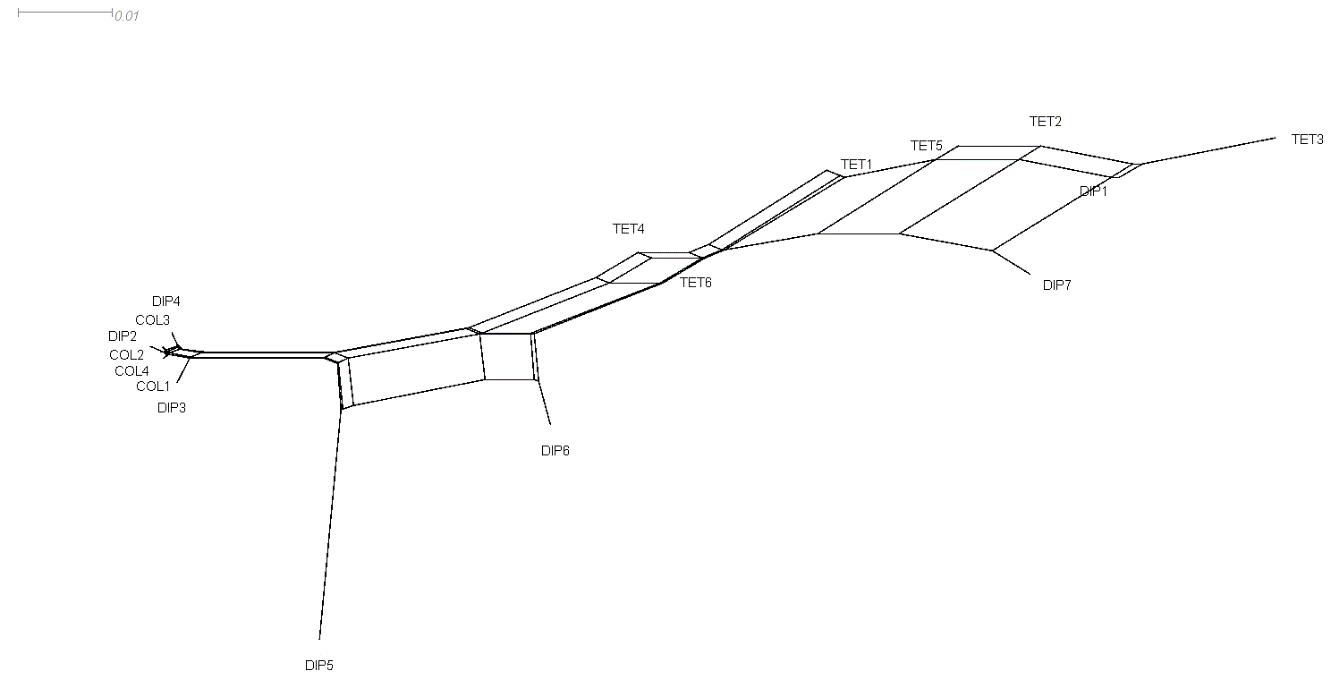 0.01
TET2
TET3
TET5
TET1
DIP1
TET4
TET6
DIP7
DIP4
COL3
DIP2
COL2
COL4
COL1
DIP3
DIP6
DIP5